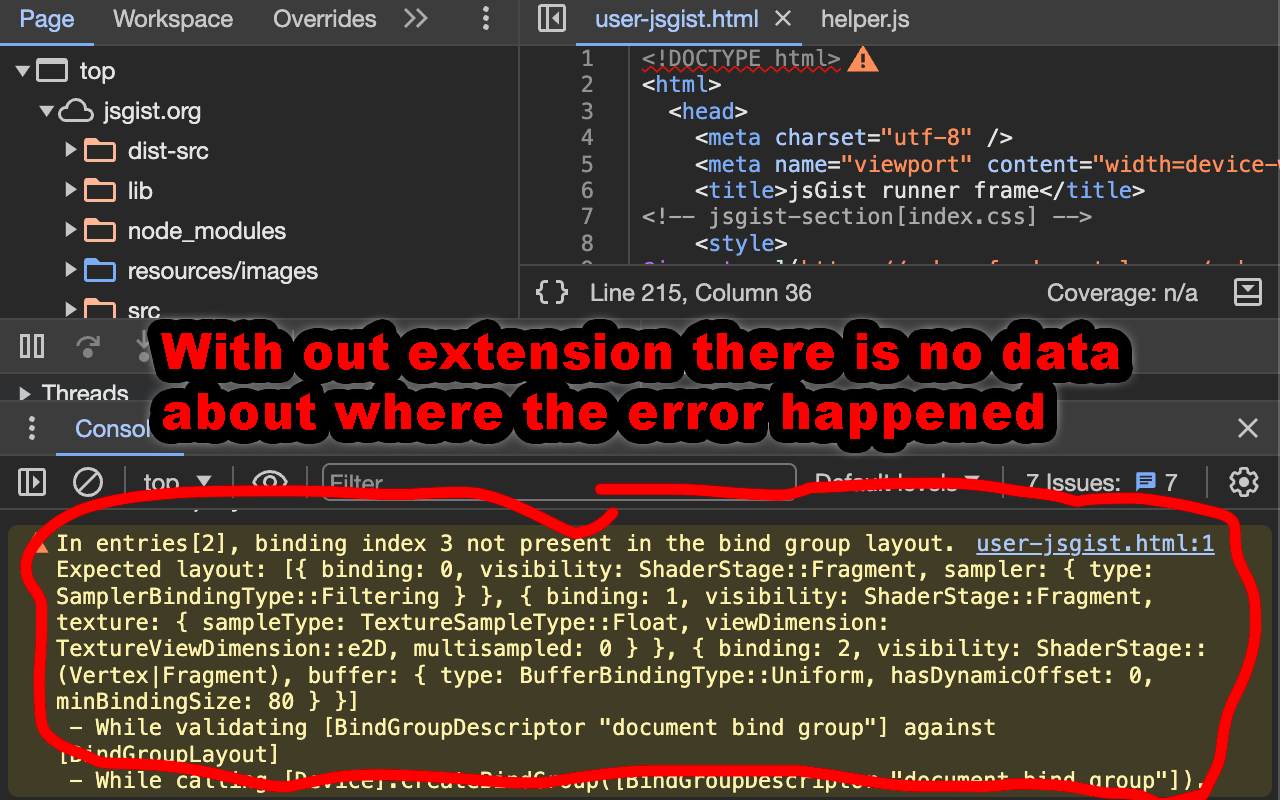 Page Workspace Overrides
user-jsgist.html helper.js
top
jsgist.org
dist-src
lib
node_modules
resources/images
src
1 <!DOCTYPE html>
2 <html>
3 <head>
4 <meta charset="utf-8" />
5 <meta name="viewport" content="width=device-
6 <title>jsGist runner frame</title>
7 <!-- jsgist-section[index.css] -->
8 <style>
{} Line 215, Column 36 Coverage: n/a
With out extension there is no data
about where the error happened
Threads
Consol
top Filter Default levels 7 Issues: 7
In entries[2], binding index 3 not present in the bind group layout. user-jsgist.html:1
Expected layout: [{ binding: 0, visibility: ShaderStage::Fragment, sampler: { type:
SamplerBindingType::Filtering } }, { binding: 1, visibility: ShaderStage::Fragment,
texture: { sampleType: TextureSampleType::Float, viewDimension:
TextureViewDimension::e2D, multisampled: 0 } }, { binding: 2, visibility: ShaderStage::
(Vertex|Fragment), buffer: { type: BufferBindingType::Uniform, hasDynamicOffset: 0,
minBindingSize: 80 } }]
- While validating [BindGroupDescriptor "document bind group"] against
[BindGroupLayout]
- While calling [Device].createBindGroup([BindGroupDescriptor "document bind group"]).